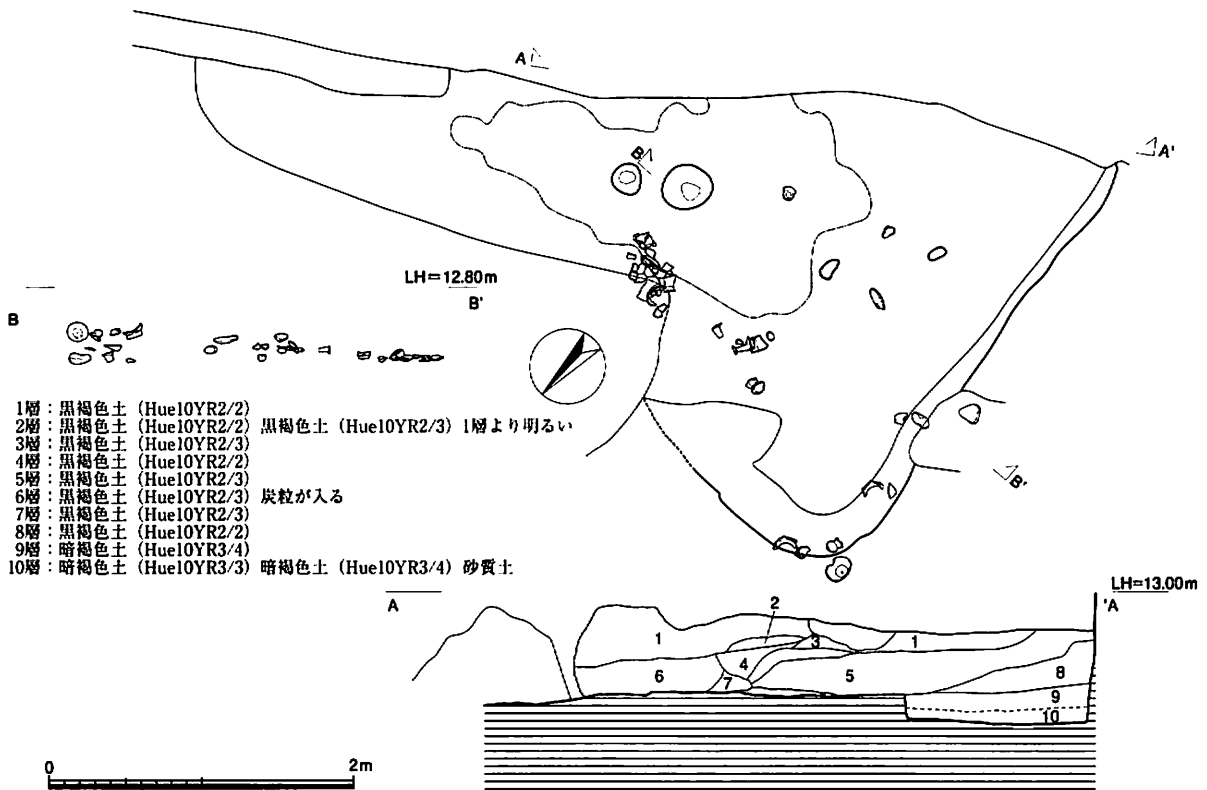 A
A'
B
LH=12.80m
B'
B
B'
1層：黒褐色土 (Hue10YR2/2)
2層：黒褐色土 (Hue10YR2/2) 黒褐色土 (Hue10YR2/3) 1層より明るい
3層：黒褐色土 (Hue10YR2/3)
4層：黒褐色土 (Hue10YR2/2)
5層：黒褐色土 (Hue10YR2/3)
6層：黒褐色土 (Hue10YR2/3) 炭粒が入る
7層：黒褐色土 (Hue10YR2/3)
8層：黒褐色土 (Hue10YR2/2)
9層：暗褐色土 (Hue10YR3/4)
10層：暗褐色土 (Hue10YR3/3) 暗褐色土 (Hue10YR3/4) 砂質土
LH=13.00m
A
'A
2
1
3
1
4
6
7
5
8
9
10
0
2m